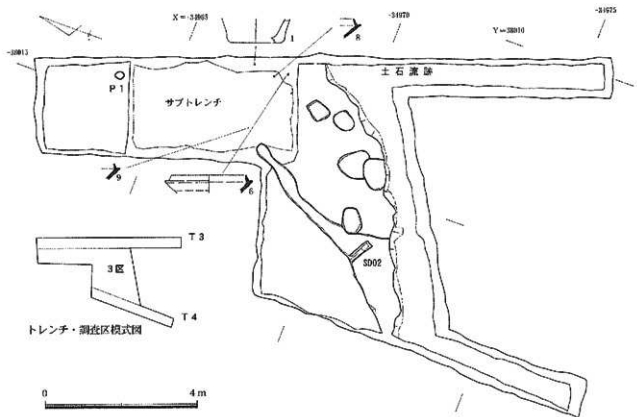 X=-34965
-34970
-34975
Y=38010
-38015
1
8
P1
サブトレンチ
土石流跡
9
6
SD02
T3
3区
T4
トレンチ・調査区模式図
0
4m